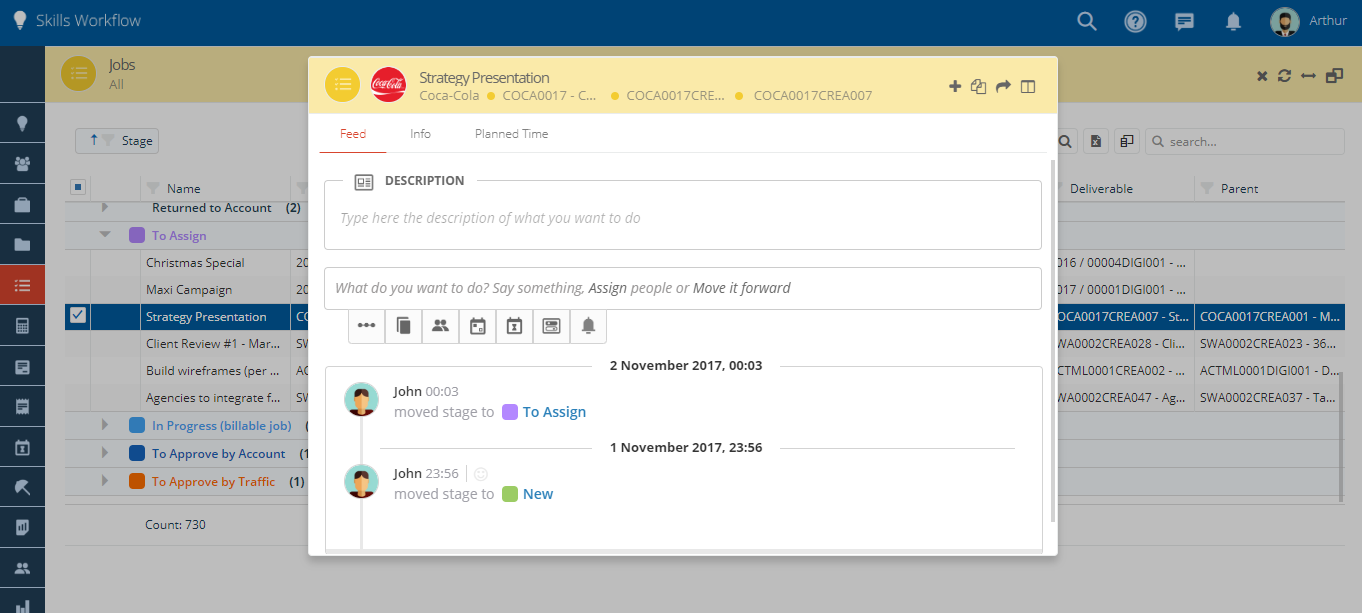 Skills Workflow
Arthur
Jobs
All
Stage
search...
Name
Deliverable
Parent
Returned to Account (2)
To Assign
Christmas Special
20
016 / 00004DIGI001 - ...
Maxi Campaign
20
017 / 00001DIGI001 - ...
Strategy Presentation
CO
OCA0017CREA007 - St...
COCA0017CREA001 - M...
Client Review #1 - Mar...
SW
SWA0002CREA028 - Cli...
SWA0002CREA023 - 36...
Build wireframes (per ...
AC
CTML0001CREA002 - ...
ACTML0001DIGI001 - D...
Agencies to integrate f...
SW
SWA0002CREA047 - Ag...
SWA0002CREA037 - Ta...
In Progress (billable job) (
To Approve by Account (1
To Approve by Traffic (1)
Count: 730
Coca-Cola
Strategy Presentation
Coca-Cola COCA0017 - C... COCA0017CRE... COCA0017CREA007
Feed Info Planned Time
DESCRIPTION
Type here the description of what you want to do
What do you want to do? Say something, Assign people or Move it forward
2 November 2017, 00:03
John 00:03
moved stage to To Assign
1 November 2017, 23:56
John 23:56
moved stage to New